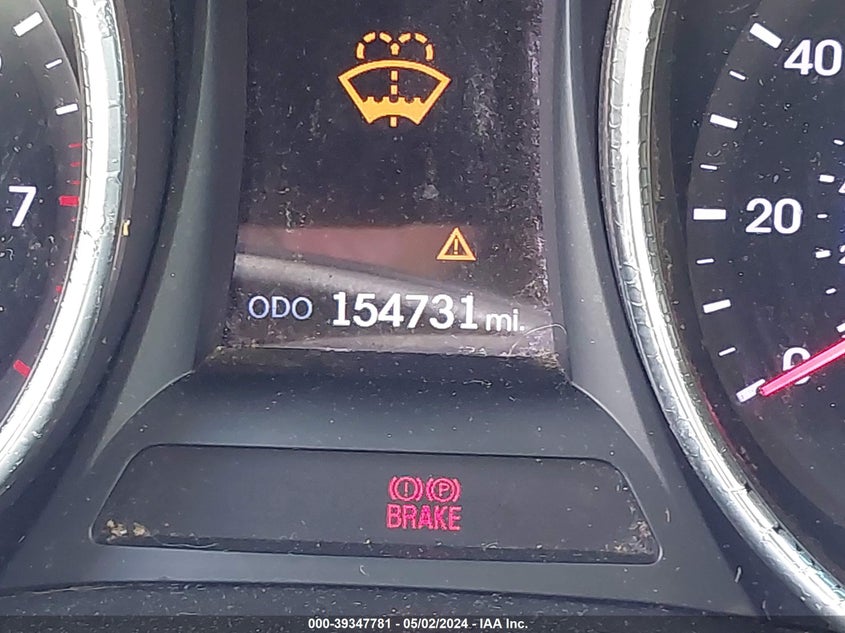 40
7
20
ODO 154731 mi.
0
(!) (P)
BRAKE
000-39347781 - 05/02/2024 - IAA Inc.